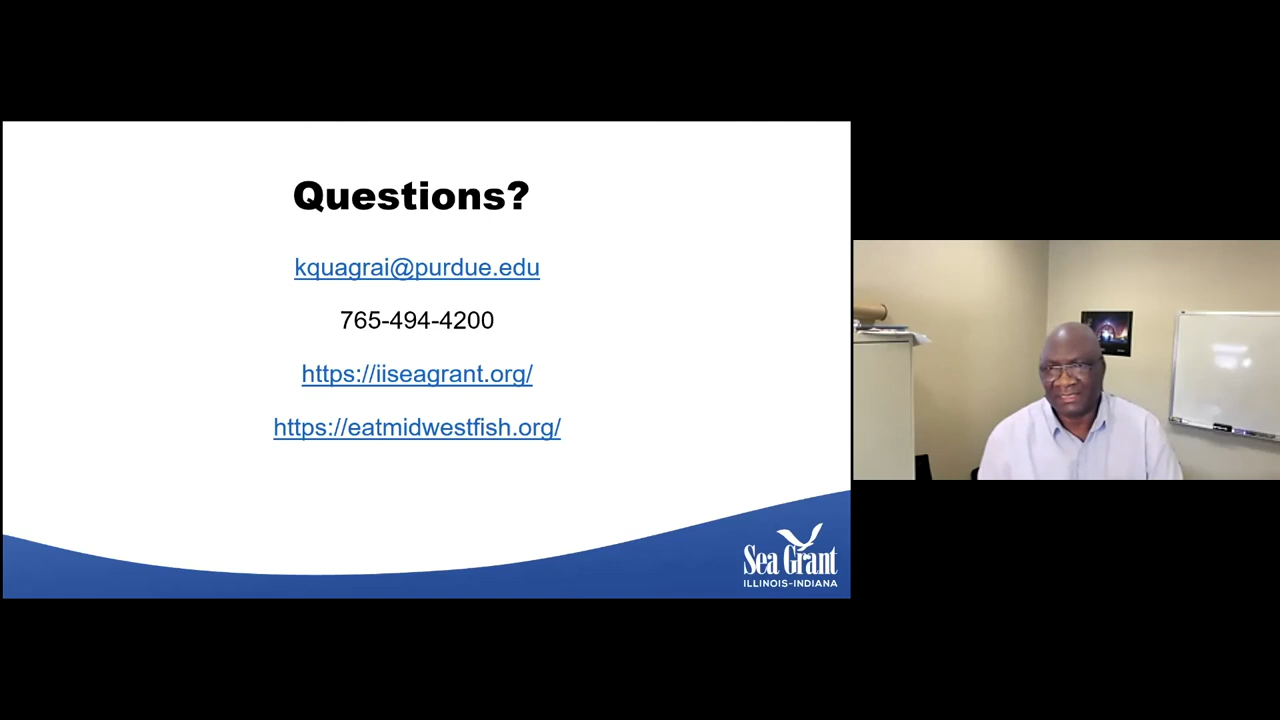 Questions?
kquagrai@purdue.edu
765-494-4200
https://iiseagrant.org/
https://eatmidwestfish.org/
Sea Grant
ILLINOIS-INDIANA